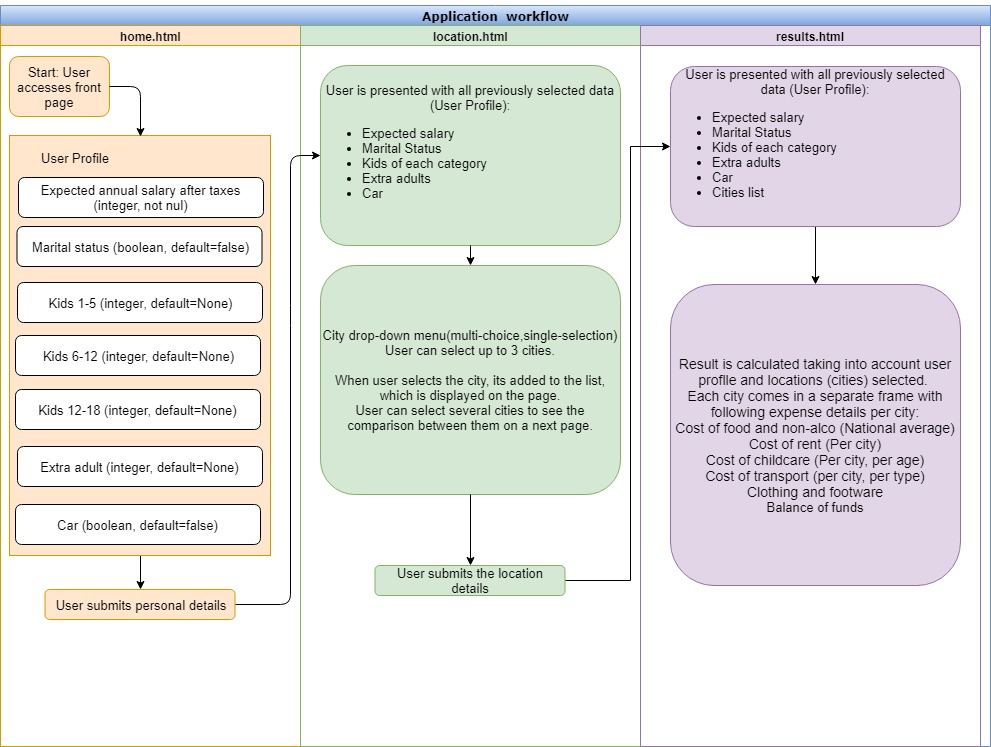 Application workflow
home.html
Start: User
accesses front
page
User Profile
Expected annual salary after taxes
(integer, not nul)
Marital status (boolean, default=false)
Kids 1-5 (integer, default=None)
Kids 6-12 (integer, default=None)
Kids 12-18 (integer, default=None)
Extra adult (integer, default=None)
Car (boolean, default=false)
User submits personal details
location.html
User is presented with all previously selected data
(User Profile):
• Expected salary
• Marital Status
• Kids of each category
• Extra adults
• Car
City drop-down menu(multi-choice,single-selection)
User can select up to 3 cities.
When user selects the city, its added to the list,
which is displayed on the page.
User can select several cities to see the
comparison between them on a next page.
User submits the location
details
results.html
User is presented with all previously selected
data (User Profile):
• Expected salary
• Marital Status
• Kids of each category
• Extra adults
• Car
• Cities list
Result is calculated taking into account user
profile and locations (cities) selected.
Each city comes in a separate frame with
following expense details per city:
Cost of food and non-alco (National average)
Cost of rent (Per city)
Cost of childcare (Per city, per age)
Cost of transport (per city, per type)
Clothing and footware
Balance of funds